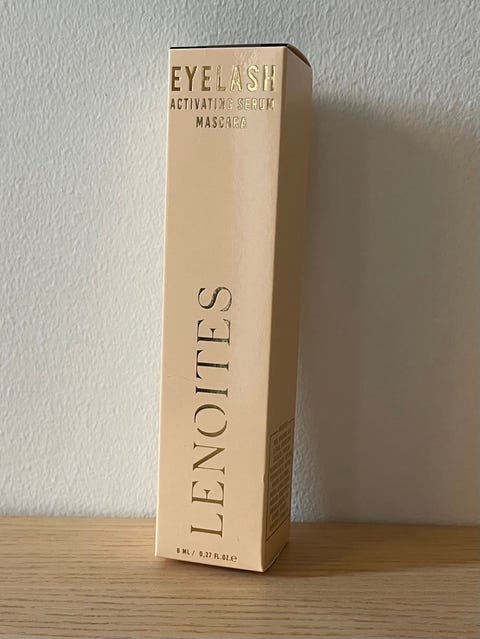 EYELASH
ACTIVATING SERUM
MASCARA
LENOITES
8 ML / 0,27 FL.OZ.℮